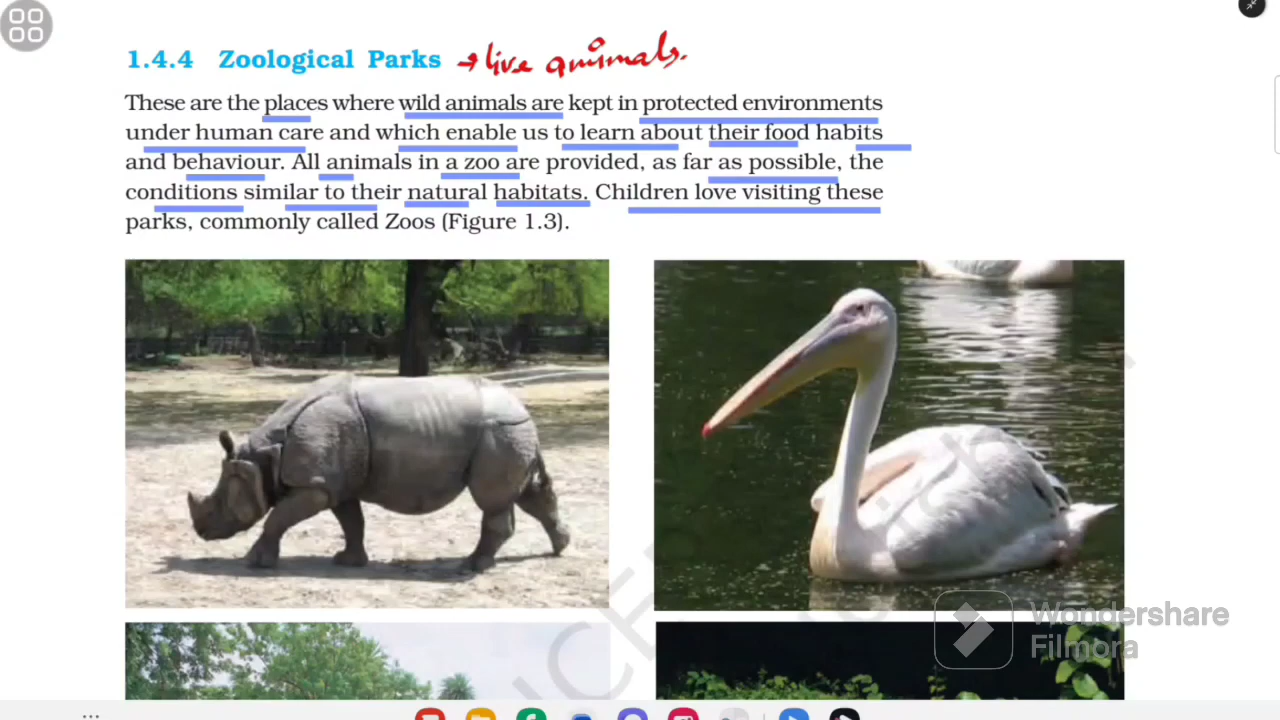 1.4.4 Zoological Parks → live animals.
These are the places where wild animals are kept in protected environments
under human care and which enable us to learn about their food habits
and behaviour. All animals in a zoo are provided, as far as possible, the
conditions similar to their natural habitats. Children love visiting these
parks, commonly called Zoos (Figure 1.3).
Wondershare
Filmora